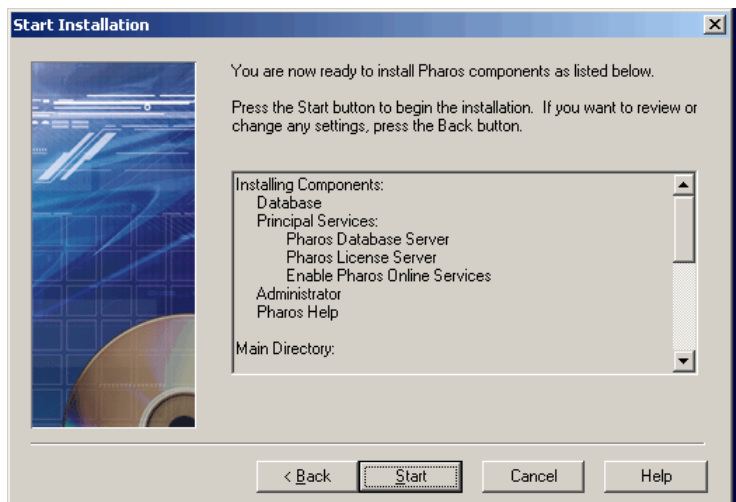 Start Installation
You are now ready to install Pharos components as listed below.
Press the Start button to begin the installation. If you want to review or
change any settings, press the Back button.
Installing Components:
Database
Principal Services:
Pharos Database Server
Pharos License Server
Enable Pharos Online Services
Administrator
Pharos Help
Main Directory:
< Back
Start
Cancel
Help